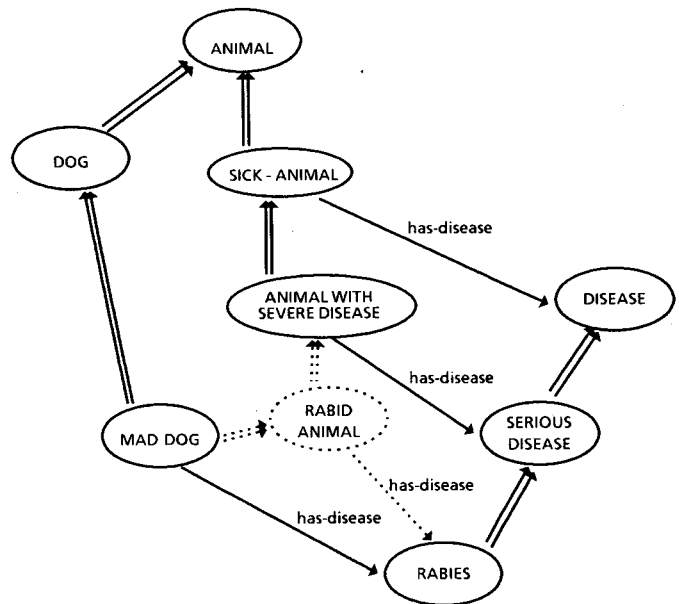 ANIMAL
DOG
SICK - ANIMAL
has-disease
ANIMAL WITH
SEVERE DISEASE
DISEASE
has-disease
RABID
ANIMAL
SERIOUS
DISEASE
MAD DOG
has-disease
has-disease
RABIES